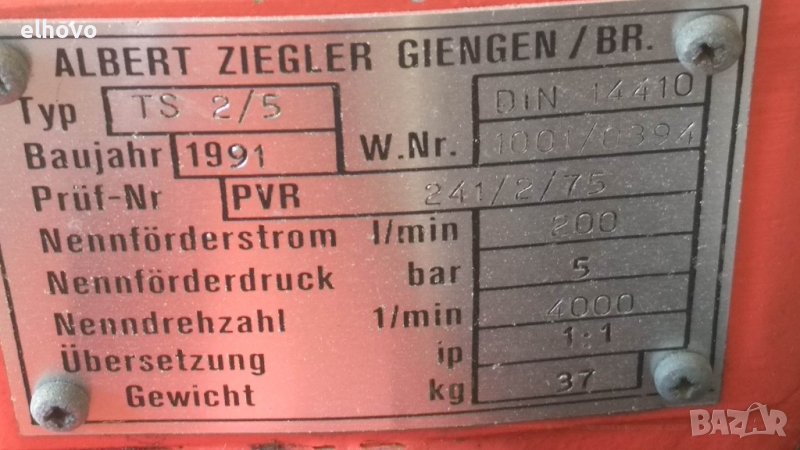 elhovo
ALBERT ZIEGLER GIENGEN/BR.
Typ TS 2/5 DIN 14410
Baujahr 1991 W.Nr. 1001/0394
Prüf-Nr PVR 241/2/75
Nennförderstrom l/min 200
Nennförderdruck bar 5
Nenndrehzahl 1/min 4000
Übersetzung ip 1:1
Gewicht kg 37
BAZAR